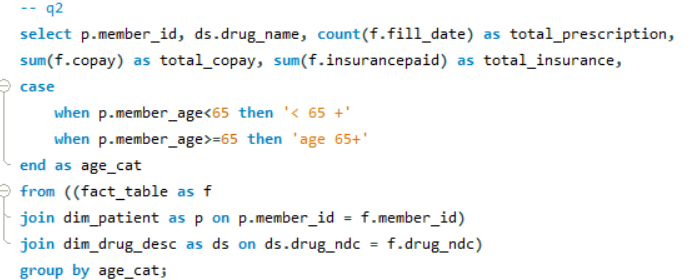 -- q2
select p.member_id, ds.drug_name, count(f.fill_date) as total_prescription,
sum(f.copay) as total_copay, sum(f.insurancepaid) as total_insurance,
case
    when p.member_age<65 then '< 65 +'
    when p.member_age>=65 then 'age 65+'
end as age_cat
from ((fact_table as f
join dim_patient as p on p.member_id = f.member_id)
join dim_drug_desc as ds on ds.drug_ndc = f.drug_ndc)
group by age_cat;